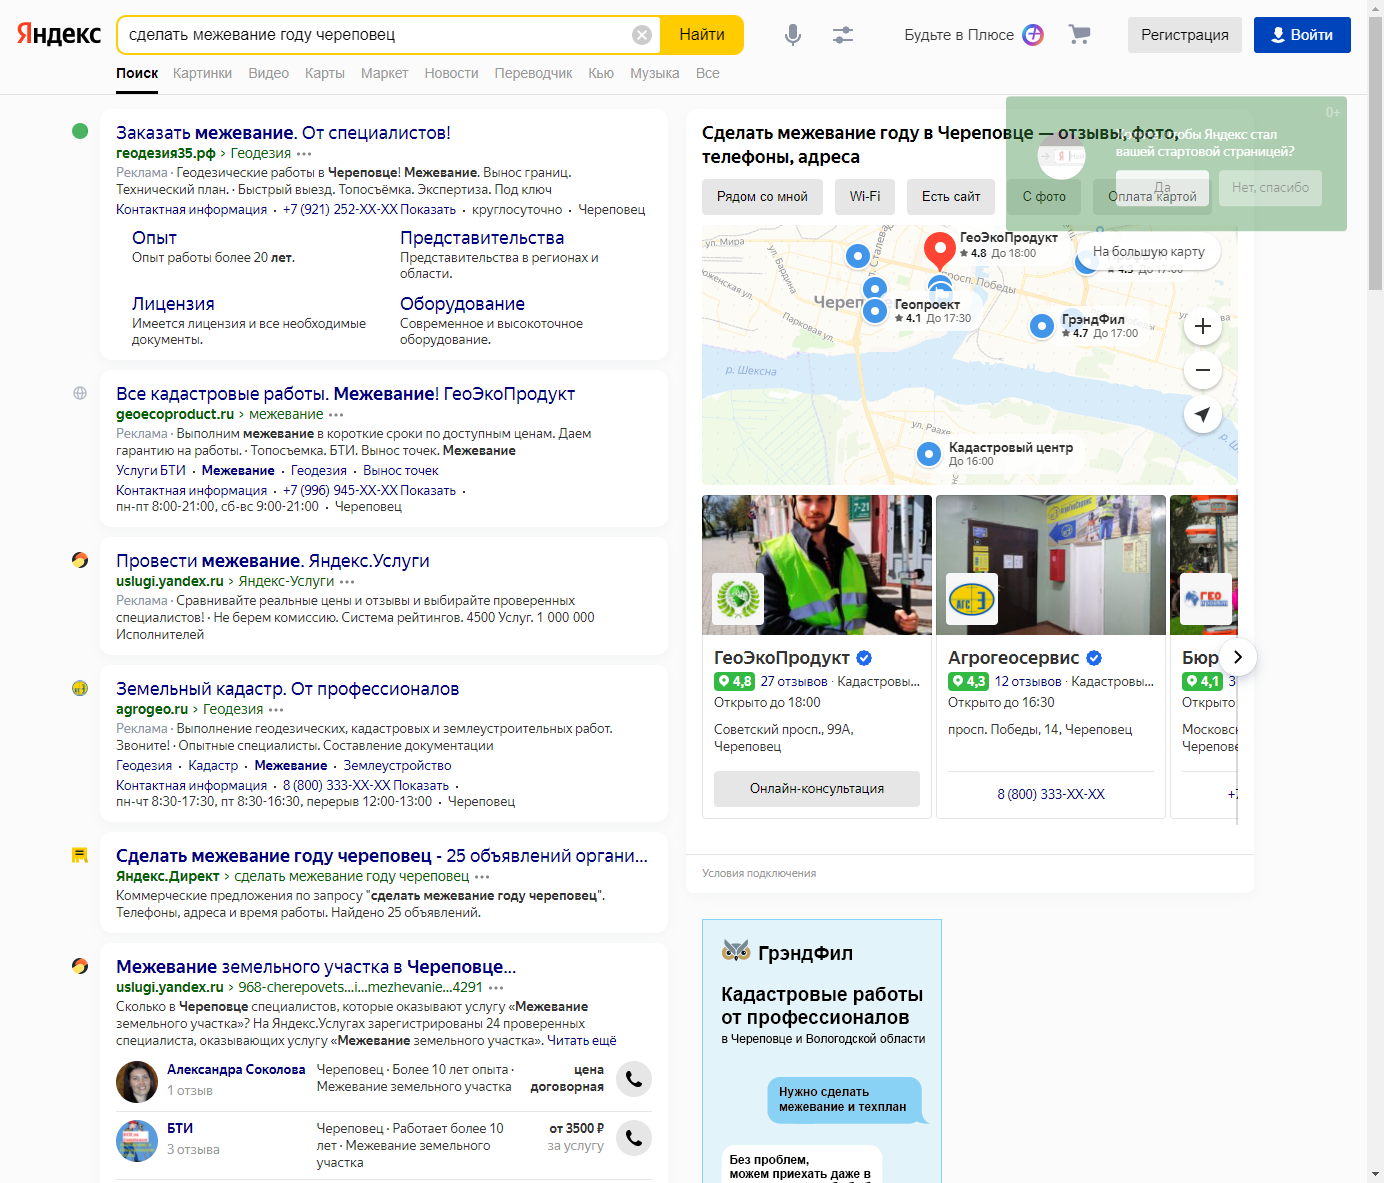 Яндекс
сделать межевание году череповец
Найти
Будьте в Плюсе
Регистрация
Войти
Поиск
Картинки
Видео
Карты
Маркет
Новости
Переводчик
Кью
Музыка
Все
Заказать межевание. От специалистов!
геодезия35.рф › Геодезия
Реклама · Геодезические работы в Череповце! Межевание. Вынос границ.
Технический план. · Быстрый выезд. Топосъёмка. Экспертиза. Под ключ
Контактная информация · +7 (921) 252-XX-XX Показать · круглосуточно · Череповец
Опыт
Опыт работы более 20 лет.
Представительства
Представительства в регионах и
области.
Лицензия
Имеется лицензия и все необходимые
документы.
Оборудование
Современное и высокоточное
оборудование.
Все кадастровые работы. Межевание! ГеоЭкоПродукт
geoecoproduct.ru › межевание
Реклама · Выполним межевание в короткие сроки по доступным ценам. Даем
гарантию на работы. · Топосъемка. БТИ. Вынос точек. Межевание
Услуги БТИ · Межевание · Геодезия · Вынос точек
Контактная информация · +7 (996) 945-XX-XX Показать ·
пн-пт 8:00-21:00, сб-вс 9:00-21:00 · Череповец
Провести межевание. Яндекс.Услуги
uslugi.yandex.ru › Яндекс-Услуги
Реклама · Сравнивайте реальные цены и отзывы и выбирайте проверенных
специалистов! · Не берем комиссию. Система рейтингов. 4500 Услуг. 1 000 000
Исполнителей
Земельный кадастр. От профессионалов
agrogeo.ru › Геодезия
Реклама · Выполнение геодезических, кадастровых и землеустроительных работ.
Звоните! · Опытные специалисты. Составление документации
Геодезия · Кадастр · Межевание · Землеустройство
Контактная информация · 8 (800) 333-XX-XX Показать ·
пн-чт 8:30-17:30, пт 8:30-16:30, перерыв 12:00-13:00 · Череповец
Сделать межевание году череповец - 25 объявлений органи...
Яндекс.Директ › сделать межевание году череповец
Коммерческие предложения по запросу "сделать межевание году череповец".
Телефоны, адреса и время работы. Найдено 25 объявлений.
Межевание земельного участка в Череповце...
uslugi.yandex.ru › 968-cherepovets...i...mezhevanie...4291
Сколько в Череповце специалистов, которые оказывают услугу «Межевание
земельного участка»? На Яндекс.Услугах зарегистрированы 24 проверенных
специалиста, оказывающих услугу «Межевание земельного участка». Читать ещё
Александра Соколова
1 отзыв
Череповец · Более 10 лет опыта ·
Межевание земельного участка
цена
договорная
БТИ
3 отзыва
Череповец · Работает более 10
лет · Межевание земельного
участка
от 3500 ₽
за услугу
Сделать межевание году в Череповце — отзывы, фото,
телефоны, адреса
0+
чтобы Яндекс стал
вашей стартовой страницей?
Да
Нет, спасибо
Рядом со мной
Wi-Fi
Есть сайт
С фото
Оплата картой
ул. Мира
ул. Бардина
Парковая ул.
просп. Победы
р. Шексна
ГеоЭкоПродукт
4.8 До 18:00
На большую карту
Геопроект
4.1 До 17:30
ГрэндФил
4.7 До 17:00
Кадастровый центр
До 16:00
7-21
АГС
ГЕО
ГеоЭкоПродукт
4,8 27 отзывов · Кадастровы...
Открыто до 18:00
Советский просп., 99А,
Череповец
Онлайн-консультация
Агрогеосервис
4,3 12 отзывов · Кадастровы...
Открыто до 16:30
просп. Победы, 14, Череповец
8 (800) 333-XX-XX
Бюр
4,1 3
Открыто
Московск
Черепове
+7
Условия подключения
ГрэндФил
Кадастровые работы
от профессионалов
в Череповце и Вологодской области
Нужно сделать
межевание и техплан
Без проблем,
можем приехать даже в